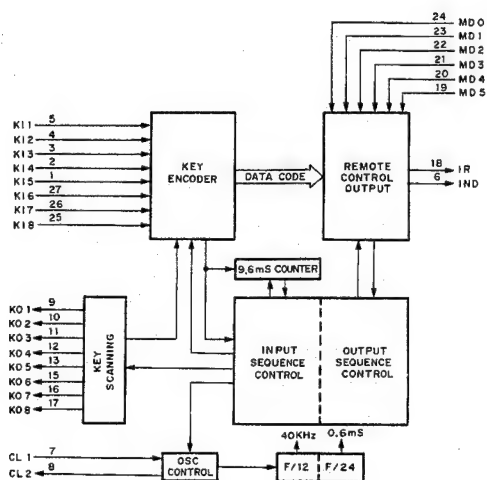 24 MD0
23 MD1
22 MD2
21 MD3
20 MD4
19 MD5
KI1 5
KI2 4
KI3 3
KI4 2
KI5 1
KI6 27
KI7 26
KI8 25
KEY
ENCODER
DATA CODE
REMOTE
CONTROL
OUTPUT
18 IR
6 IND
9,6mS COUNTER
KO1 9
KO2 10
KO3 11
KO4 12
KO5 13
KO6 15
KO7 16
KO8 17
KEY
SCANNING
INPUT
SEQUENCE
CONTROL
OUTPUT
SEQUENCE
CONTROL
40KHz
0.6mS
CL1 7
CL2 8
OSC
CONTROL
F/12
F/24